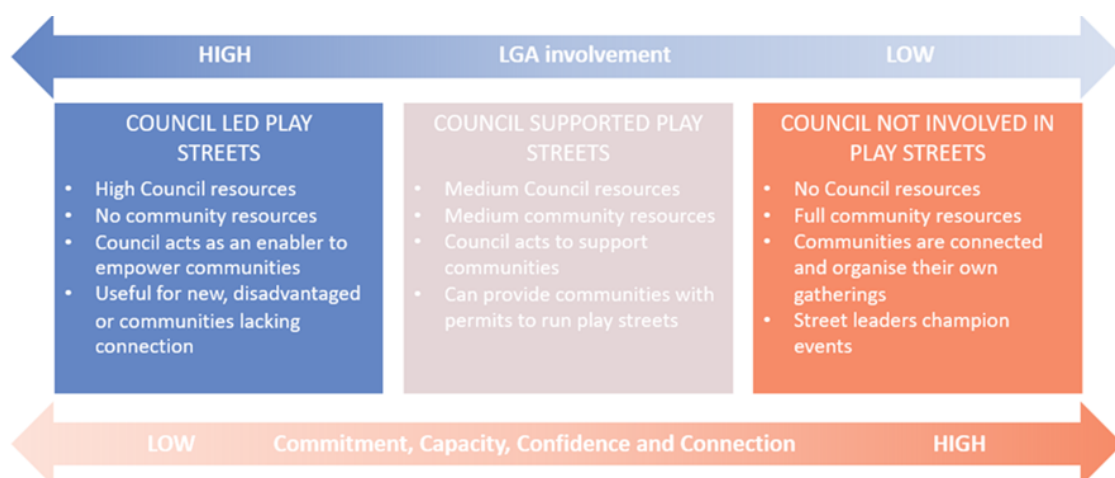 HIGH LGA involvement LOW
COUNCIL LED PLAY
STREETS
• High Council resources
• No community resources
• Council acts as an enabler to
empower communities
• Useful for new, disadvantaged
or communities lacking
connection
COUNCIL SUPPORTED PLAY
STREETS
• Medium Council resources
• Medium community resources
• Council acts to support
communities
• Can provide communities with
permits to run play streets
COUNCIL NOT INVOLVED IN
PLAY STREETS
• No Council resources
• Full community resources
• Communities are connected
and organise their own
gatherings
• Street leaders champion
events
LOW Commitment, Capacity, Confidence and Connection HIGH